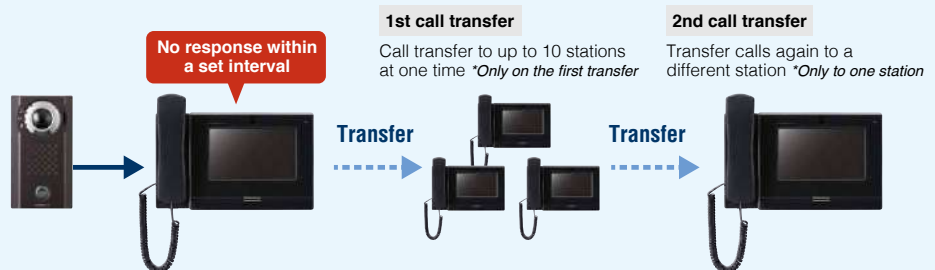 1st call transfer
2nd call transfer
No response within
a set interval
Call transfer to up to 10 stations
at one time *Only on the first transfer
Transfer calls again to a
different station *Only to one station
Transfer
Transfer